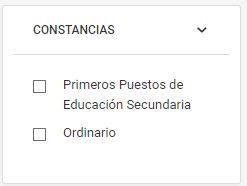 CONSTANCIAS
Primeros Puestos de
Educación Secundaria
Ordinario